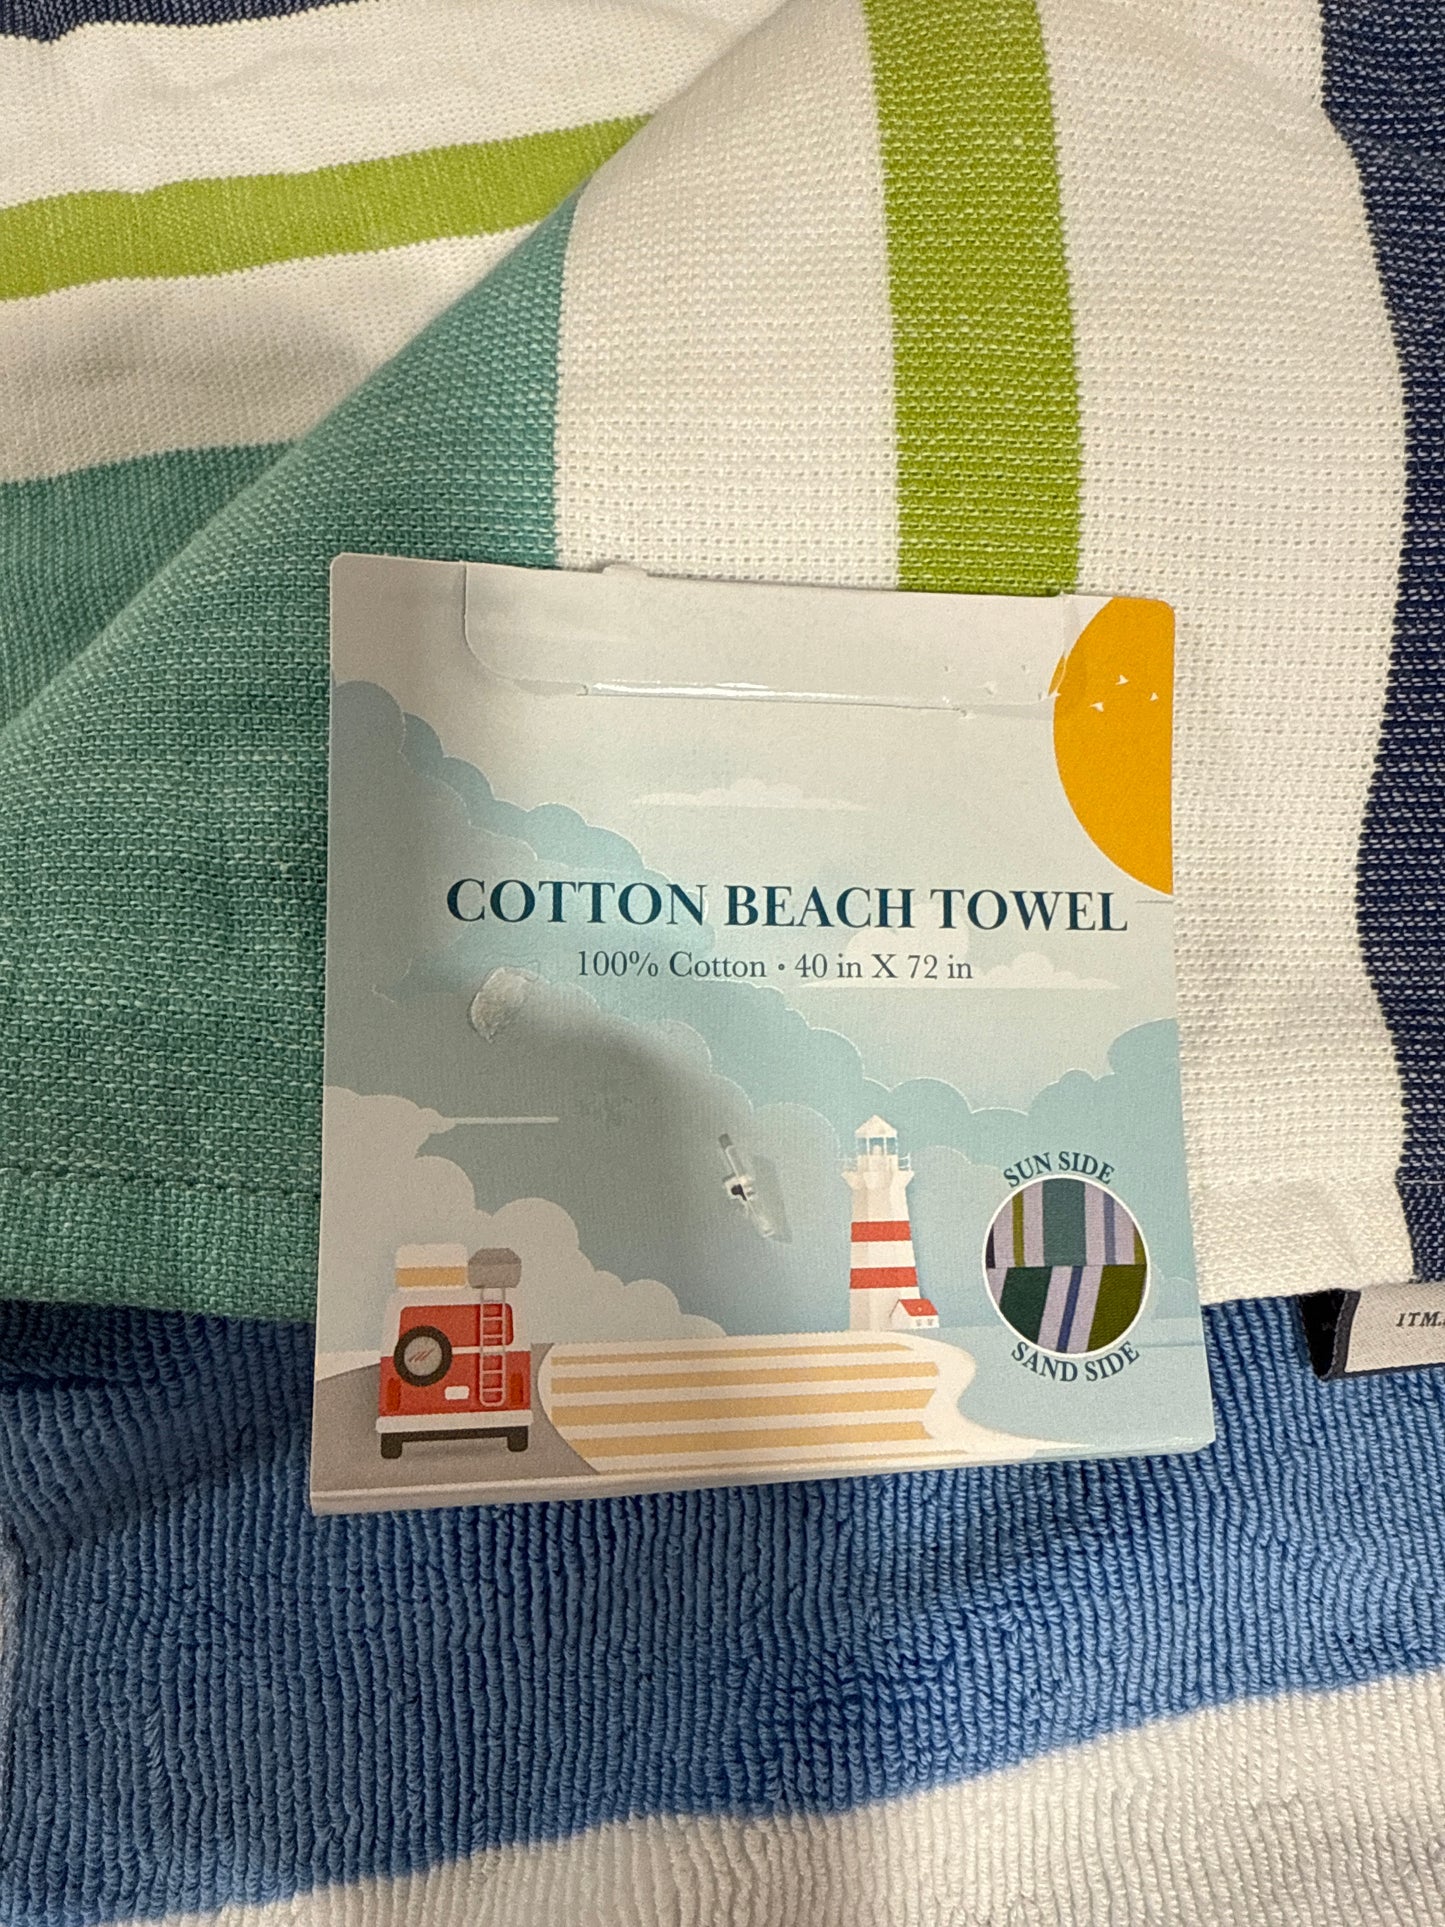 COTTON BEACH TOWEL
100% Cotton • 40 in X 72 in
SUN SIDE
SAND SIDE